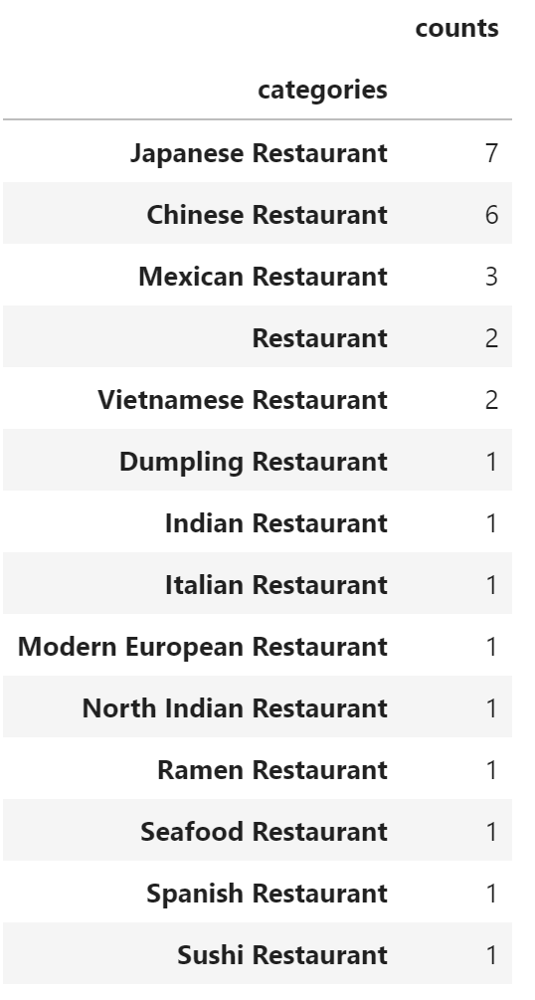 counts
categories
Japanese Restaurant 7
Chinese Restaurant 6
Mexican Restaurant 3
Restaurant 2
Vietnamese Restaurant 2
Dumpling Restaurant 1
Indian Restaurant 1
Italian Restaurant 1
Modern European Restaurant 1
North Indian Restaurant 1
Ramen Restaurant 1
Seafood Restaurant 1
Spanish Restaurant 1
Sushi Restaurant 1